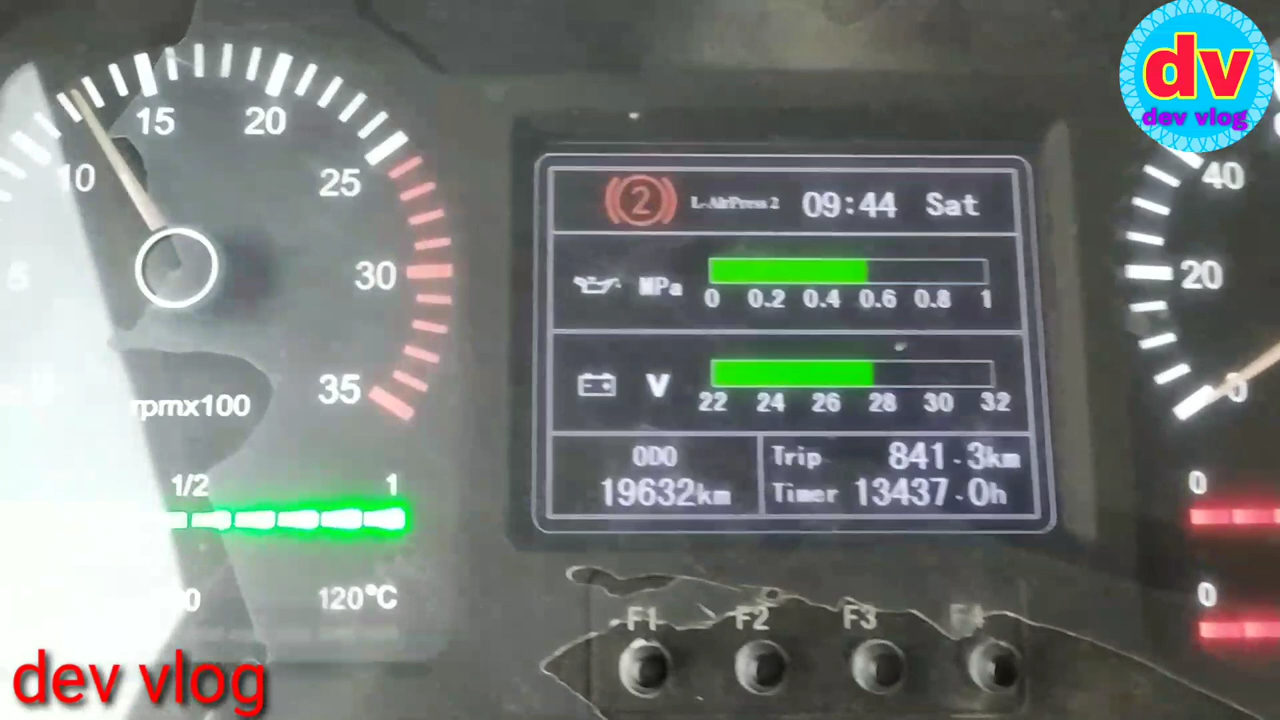 dv
dev vlog
5
10
15
20
25
30
35
rpmx100
1/2 1
120°C
2 L-AirPress 2 09:44 Sat
MPa
0 0.2 0.4 0.6 0.8 1
V
22 24 26 28 30 32
ODO
19632km
Trip 841.3km
Timer 13437.0h
F1 F2 F3 F4
40
20
0
0
0
dev vlog